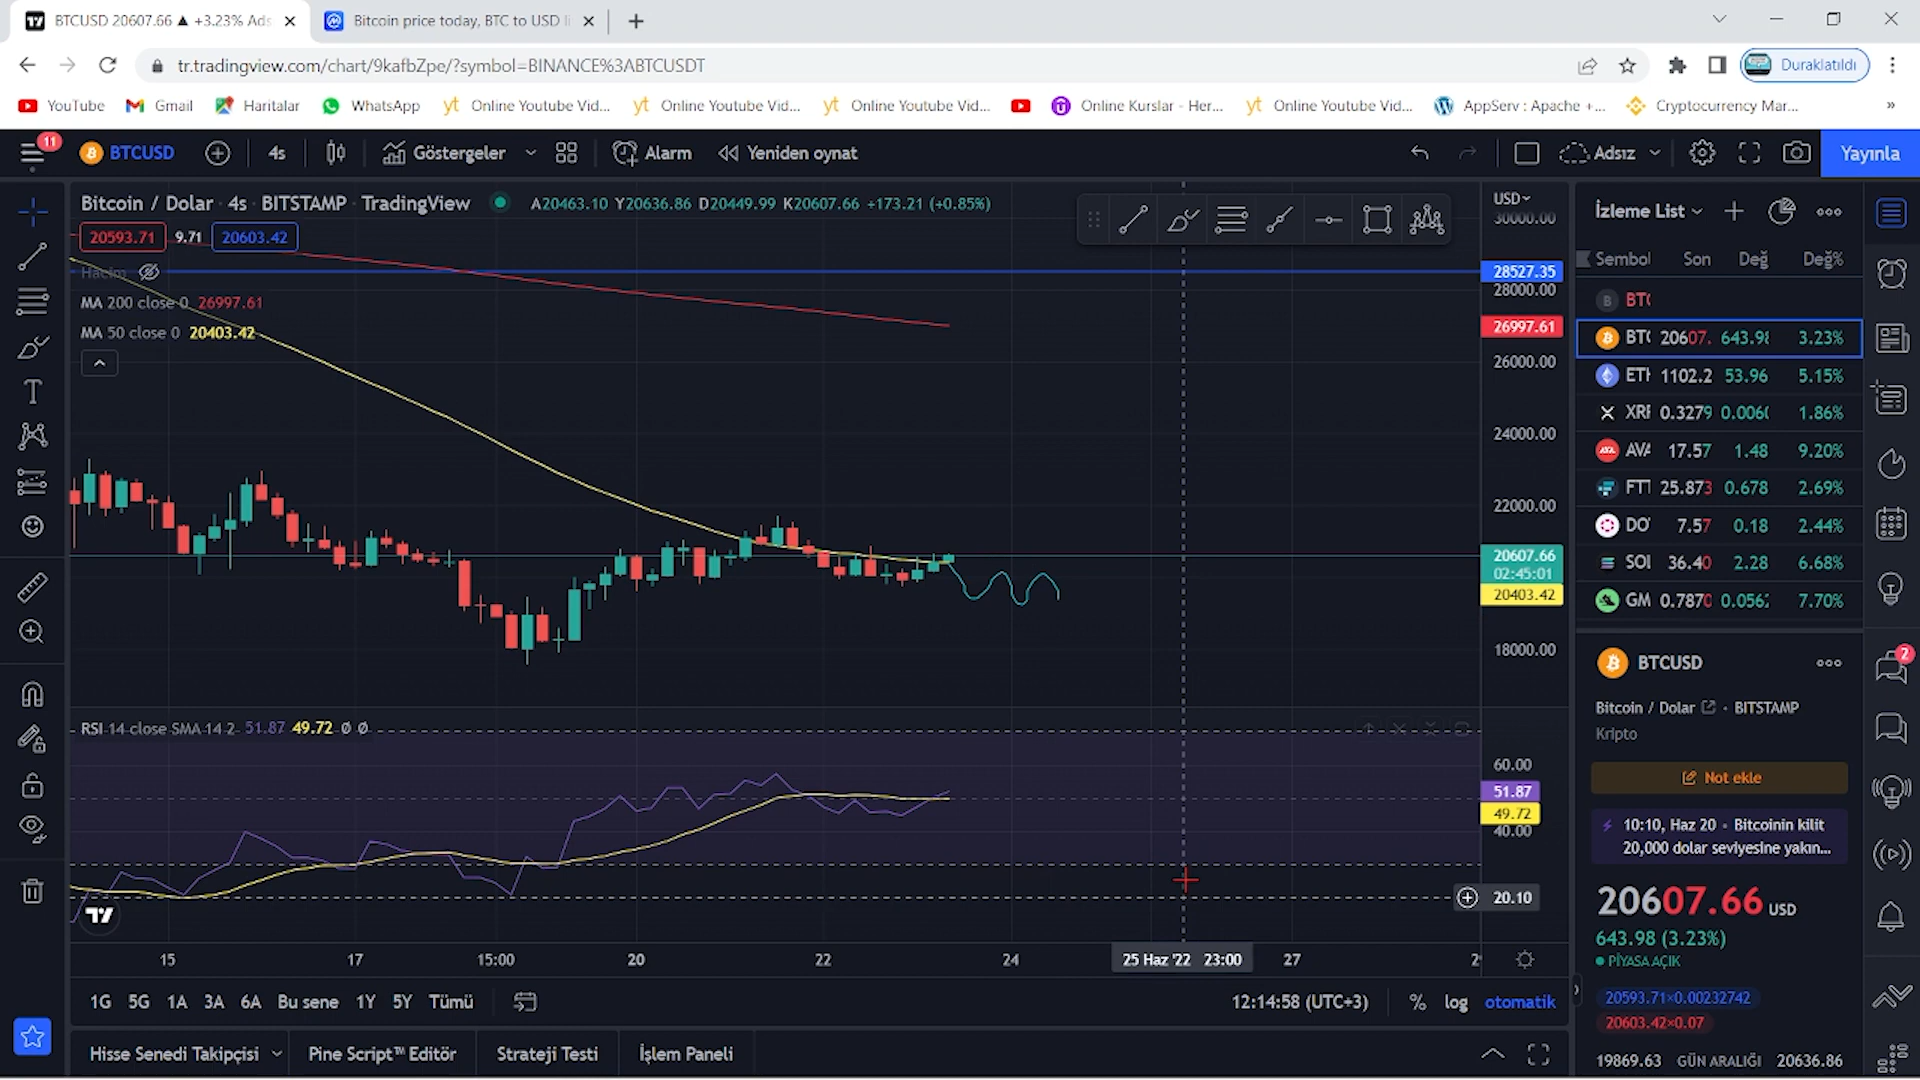 BTCUSD 20607.66 ▲ +3.23% Ads
Bitcoin price today, BTC to USD li
tr.tradingview.com/chart/9kafbZpe/?symbol=BINANCE%3ABTCUSDT
Duraklatıldı
YouTube
Gmail
Haritalar
WhatsApp
yt Online Youtube Vid...
yt Online Youtube Vid...
yt Online Youtube Vid...
Online Kurslar - Her...
yt Online Youtube Vid...
AppServ : Apache +...
Cryptocurrency Mar...
»
11
BTCUSD
4s
Göstergeler
Alarm
Yeniden oynat
Adsız
Yayınla
Bitcoin / Dolar · 4s · BITSTAMP · TradingView
A20463.10 Y20636.86 D20449.99 K20607.66 +173.21 (+0.85%)
20593.71 9.71 20603.42
Hacim
MA 200 close 0 26997.61
MA 50 close 0 20403.42
USD
30000.00
28527.35
28000.00
26997.61
26000.00
24000.00
22000.00
20607.66
02:45:01
20403.42
18000.00
RSI 14 close SMA 14 2 51.87 49.72 Ø Ø
60.00
51.87
49.72
40.00
20.10
15
17
15:00
20
22
24
25 Haz '22 23:00
27
1G 5G 1A 3A 6A Bu sene 1Y 5Y Tümü
12:14:58 (UTC+3)
% log otomatik
Hisse Senedi Takipçisi
Pine Script™ Editör
Strateji Testi
İşlem Paneli
İzleme List
Sembol Son Değ Değ%
BTC
BTC 20607. 643.98 3.23%
ETH 1102.2 53.96 5.15%
XRP 0.3279 0.0060 1.86%
AVA 17.57 1.48 9.20%
FTT 25.873 0.678 2.69%
DO 7.57 0.18 2.44%
SOL 36.40 2.28 6.68%
GM 0.7870 0.056 7.70%
BTCUSD
Bitcoin / Dolar · BITSTAMP
Kripto
Not ekle
10:10, Haz 20 · Bitcoinin kilit
20,000 dolar seviyesine yakın...
20607.66 USD
643.98 (3.23%)
PİYASA AÇIK
20593.71×0.00232742
20603.42×0.07
19869.63 GÜN ARALIĞI 20636.86
2